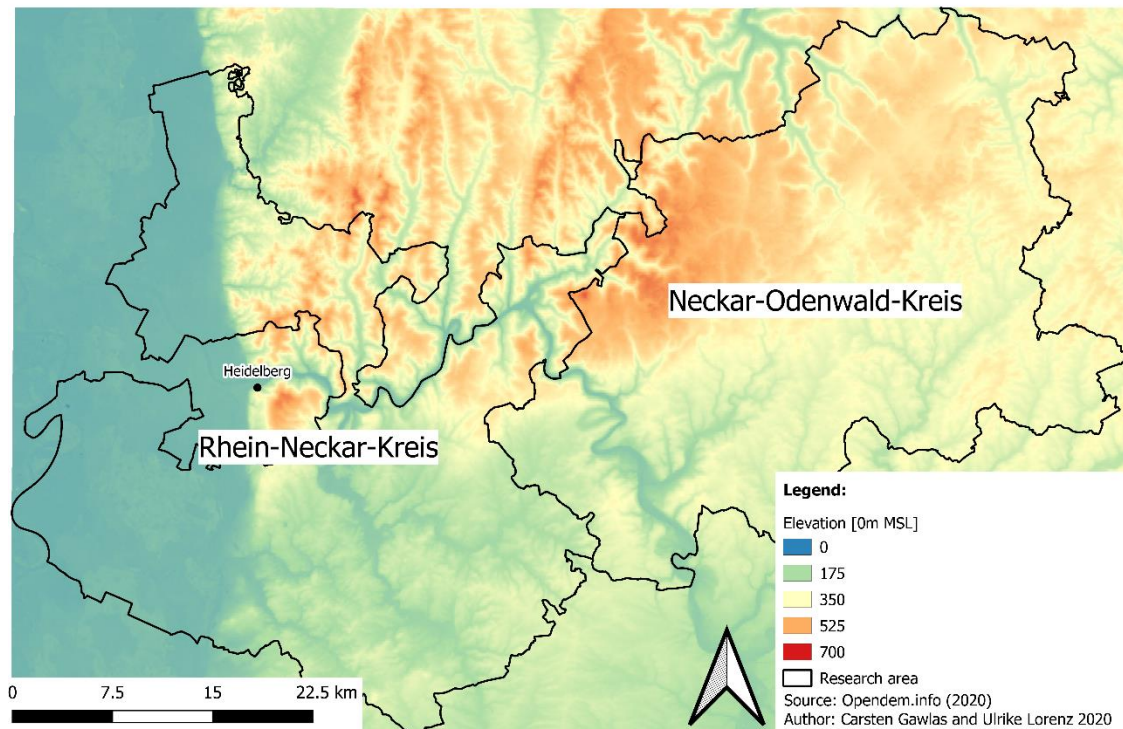 Neckar-Odenwald-Kreis
Heidelberg
Rhein-Neckar-Kreis
Legend:
Elevation [0m MSL]
0
175
350
525
700
Research area
Source: Opendem.info (2020)
Author: Carsten Gawlas and Ulrike Lorenz 2020
0 7.5 15 22.5 km